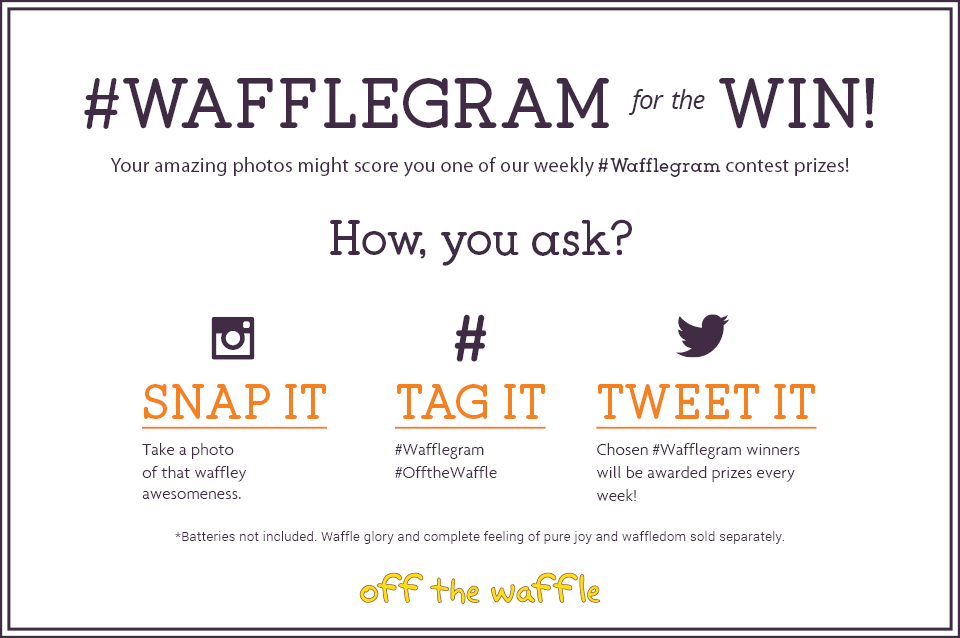 #WAFFLEGRAM for the WIN!
Your amazing photos might score you one of our weekly #Wafflegram contest prizes!
How, you ask?
#
SNAP IT
TAG IT
TWEET IT
Take a photo
of that waffley
awesomeness.
#Wafflegram
#OfftheWaffle
Chosen #Wafflegram winners
will be awarded prizes every
week!
*Batteries not included. Waffle glory and complete feeling of pure joy and waffledom sold separately.
off the waffle